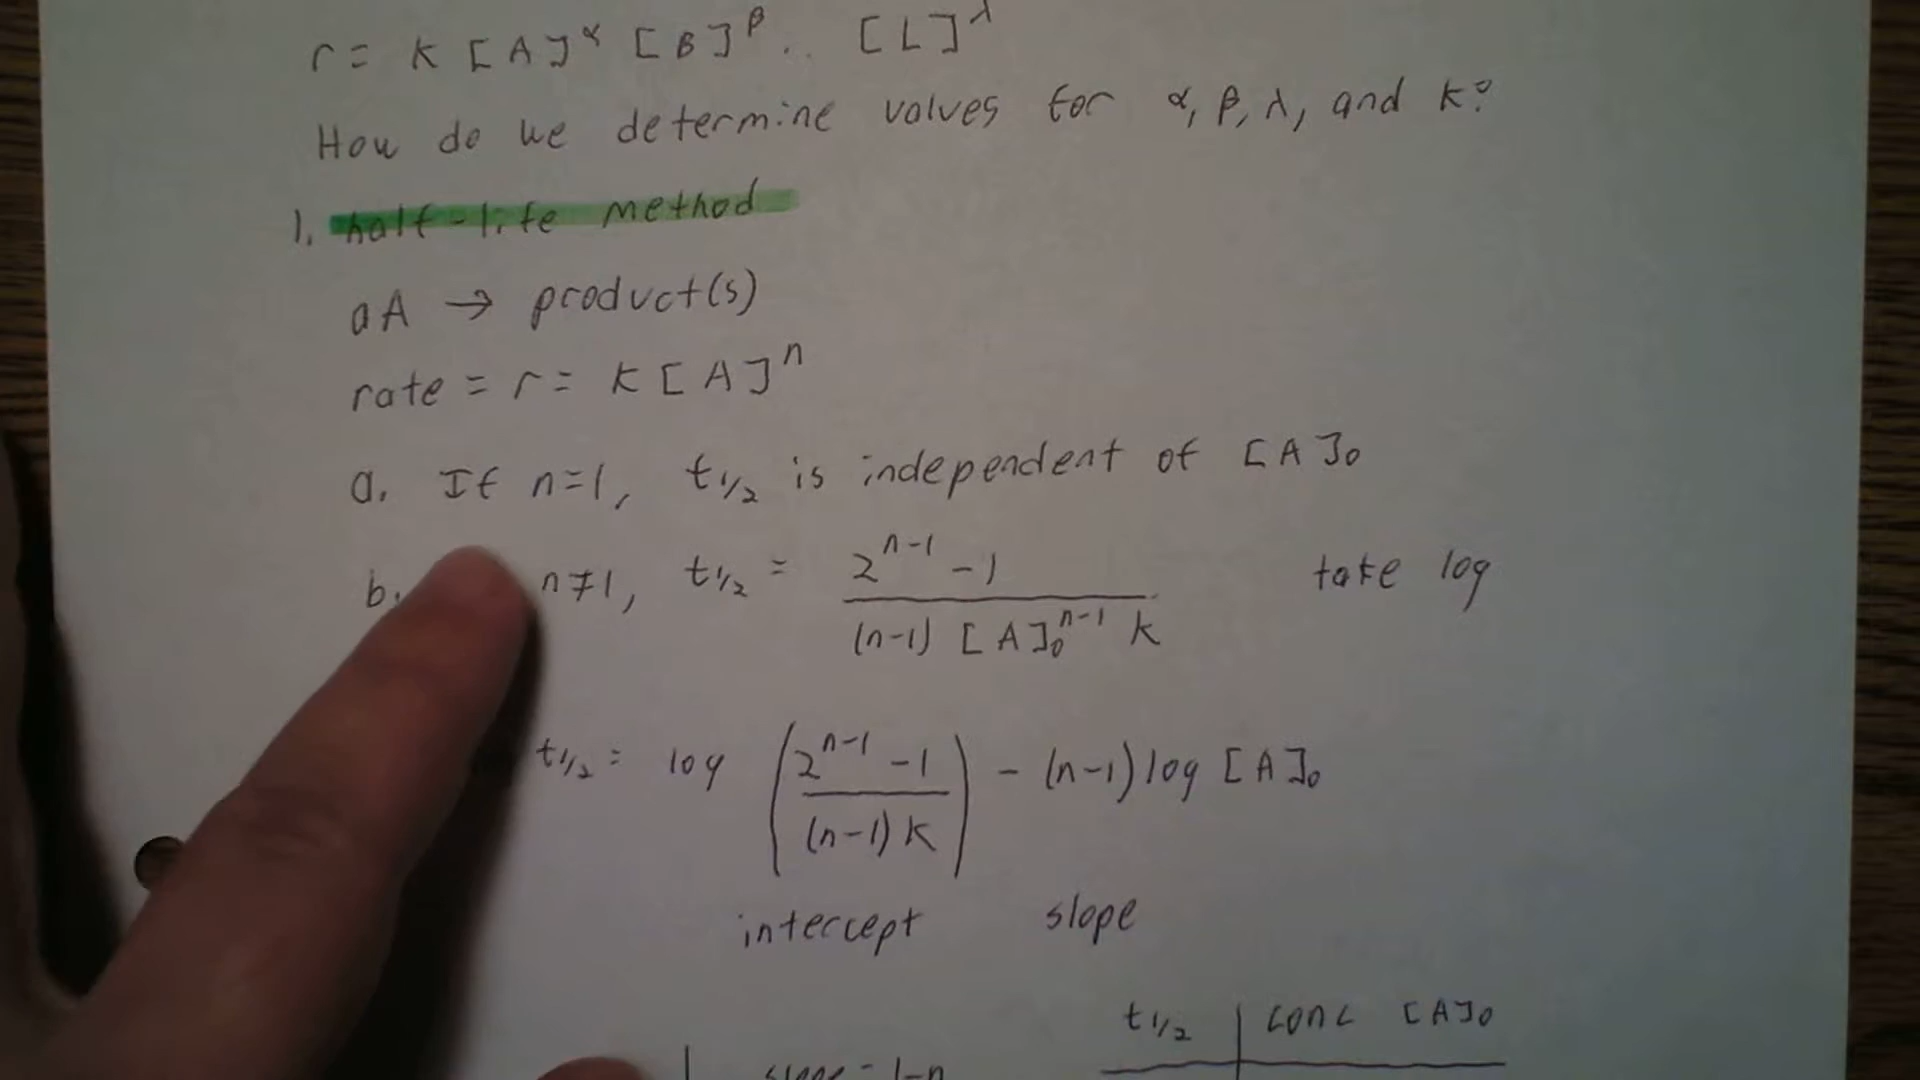 r = k [A]^α [B]^β .. [L]^λ
How do we determine values for α, β, λ, and k?
1. half-life method
aA → product(s)
rate = r = k [A]^n
a. If n=1, t1/2 is independent of [A]0
b. n≠1, t1/2 = (2^(n-1) - 1) / ((n-1) [A]0^(n-1) k) take log
t1/2 = log ((2^(n-1) - 1) / ((n-1) k)) - (n-1) log [A]0
intercept slope
t1/2 | conc [A]0
slope = 1-n